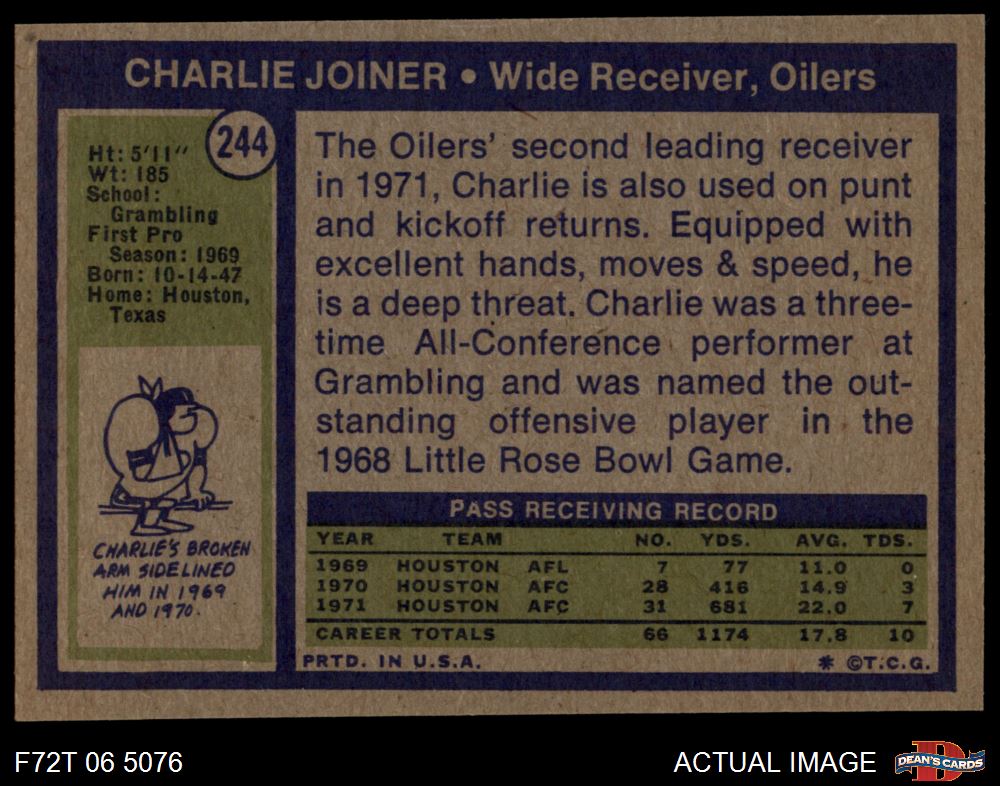 CHARLIE JOINER • Wide Receiver, Oilers
244
Ht: 5'11"
Wt: 185
School:
Grambling
First Pro
Season: 1969
Born: 10-14-47
Home: Houston,
Texas
CHARLIE'S BROKEN
ARM SIDELINED
HIM IN 1969
AND 1970.
The Oilers' second leading receiver
in 1971, Charlie is also used on punt
and kickoff returns. Equipped with
excellent hands, moves & speed, he
is a deep threat. Charlie was a three-
time All-Conference performer at
Grambling and was named the out-
standing offensive player in the
1968 Little Rose Bowl Game.
PASS RECEIVING RECORD
YEAR TEAM NO. YDS. AVG. TDS.
1969 HOUSTON AFL 7 77 11.0 0
1970 HOUSTON AFC 28 416 14.9 3
1971 HOUSTON AFC 31 681 22.0 7
CAREER TOTALS 66 1174 17.8 10
PRTD. IN U.S.A. * ©T.C.G.
F72T 06 5076 ACTUAL IMAGE
D
DEAN'S CARDS